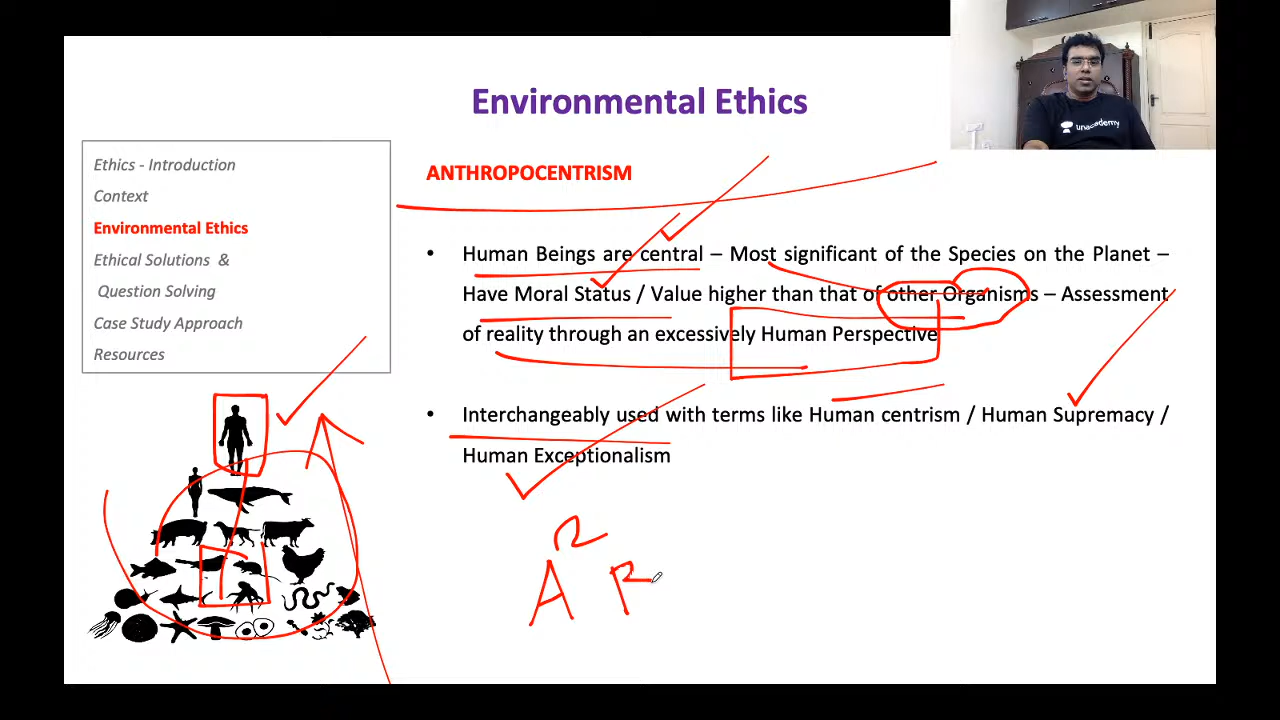 Environmental Ethics
unacademy
Ethics - Introduction
Context
Environmental Ethics
Ethical Solutions &
Question Solving
Case Study Approach
Resources
ANTHROPOCENTRISM
• Human Beings are central – Most significant of the Species on the Planet –
Have Moral Status / Value higher than that of other Organisms – Assessment
of reality through an excessively Human Perspective
• Interchangeably used with terms like Human centrism / Human Supremacy /
Human Exceptionalism